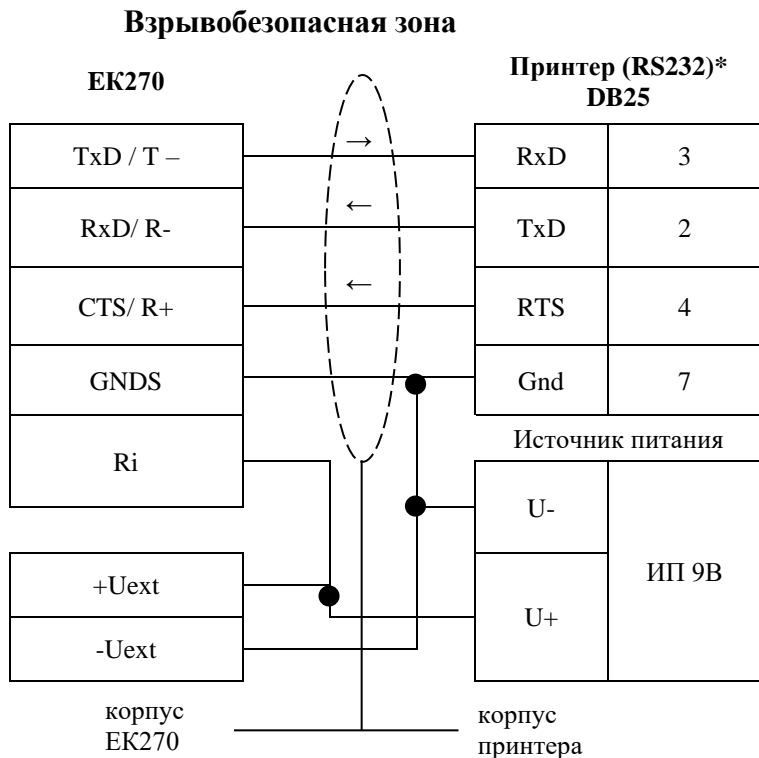 Взрывобезопасная зона
ЕК270
Принтер (RS232)*
DB25
TxD / T –
→
RxD
3
RxD/ R-
←
TxD
2
CTS/ R+
←
RTS
4
GNDS
Gnd
7
Источник питания
Ri
U-
ИП 9В
+Uext
U+
-Uext
корпус
ЕК270
корпус
принтера